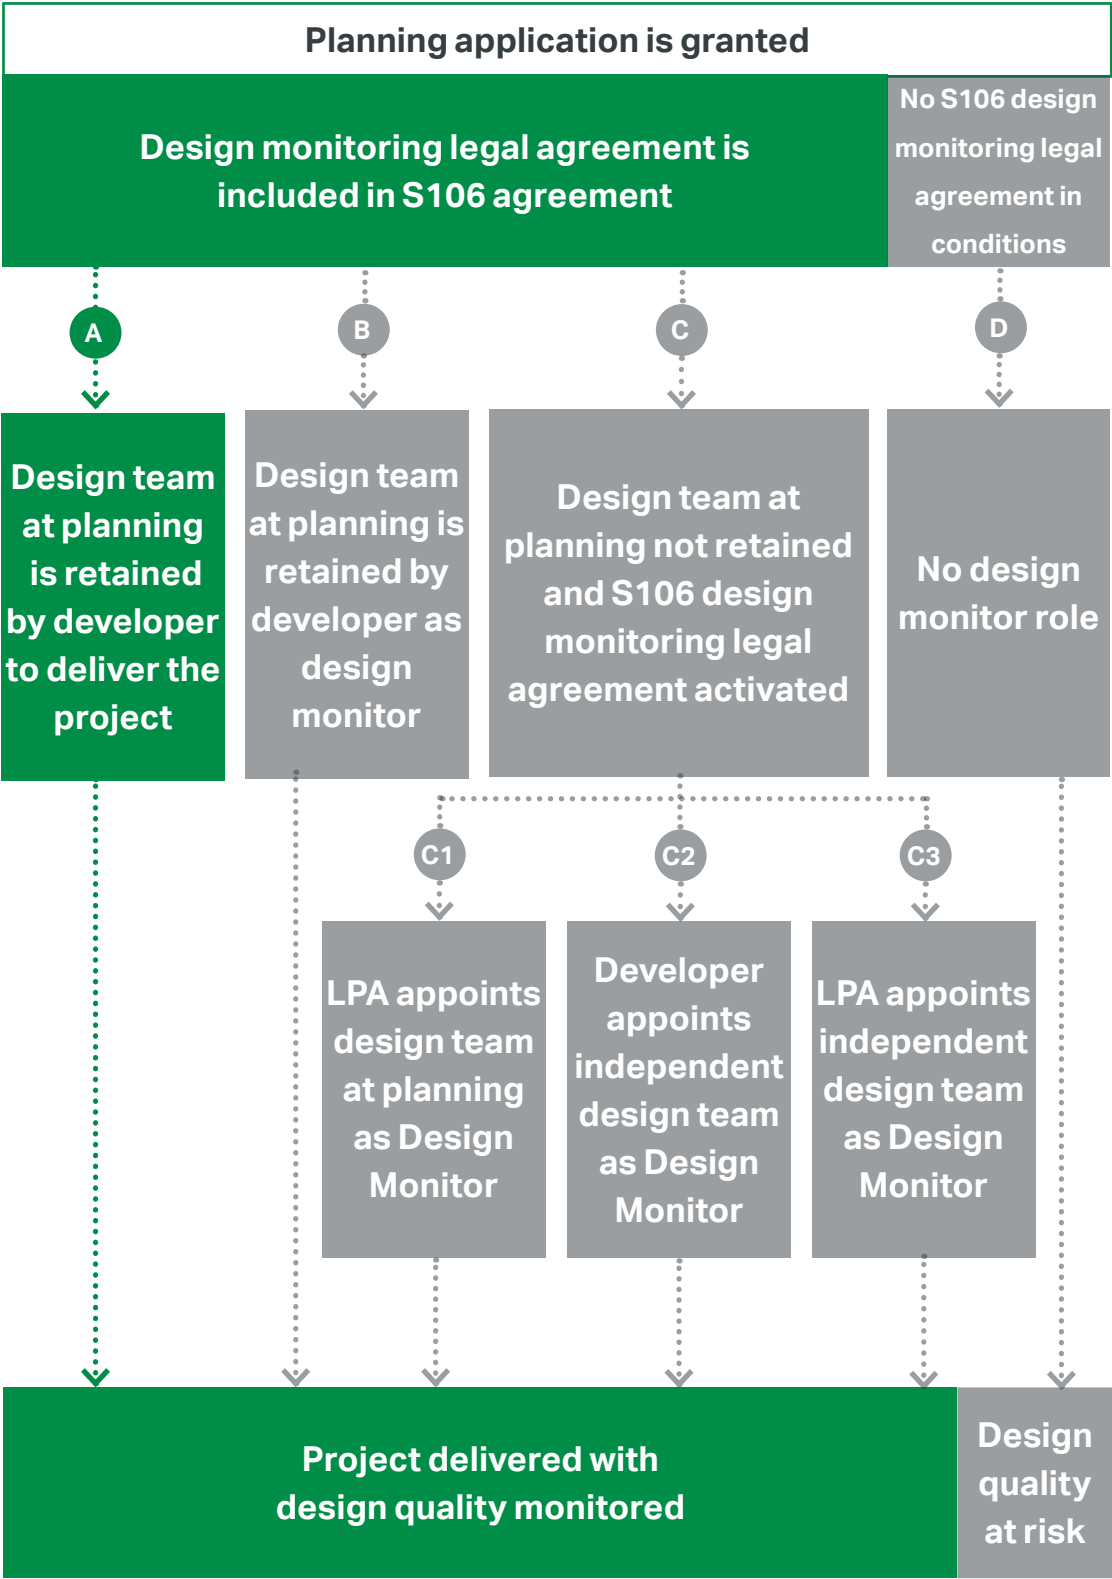 Planning application is granted
Design monitoring legal agreement is
included in S106 agreement
No S106 design
monitoring legal
agreement in
conditions
A
B
C
D
Design team
at planning
is retained
by developer
to deliver the
project
Design team
at planning is
retained by
developer as
design
monitor
Design team at
planning not retained
and S106 design
monitoring legal
agreement activated
No design
monitor role
C1
C2
C3
LPA appoints
design team
at planning
as Design
Monitor
Developer
appoints
independent
design team
as Design
Monitor
LPA appoints
independent
design team
as Design
Monitor
Project delivered with
design quality monitored
Design
quality
at risk